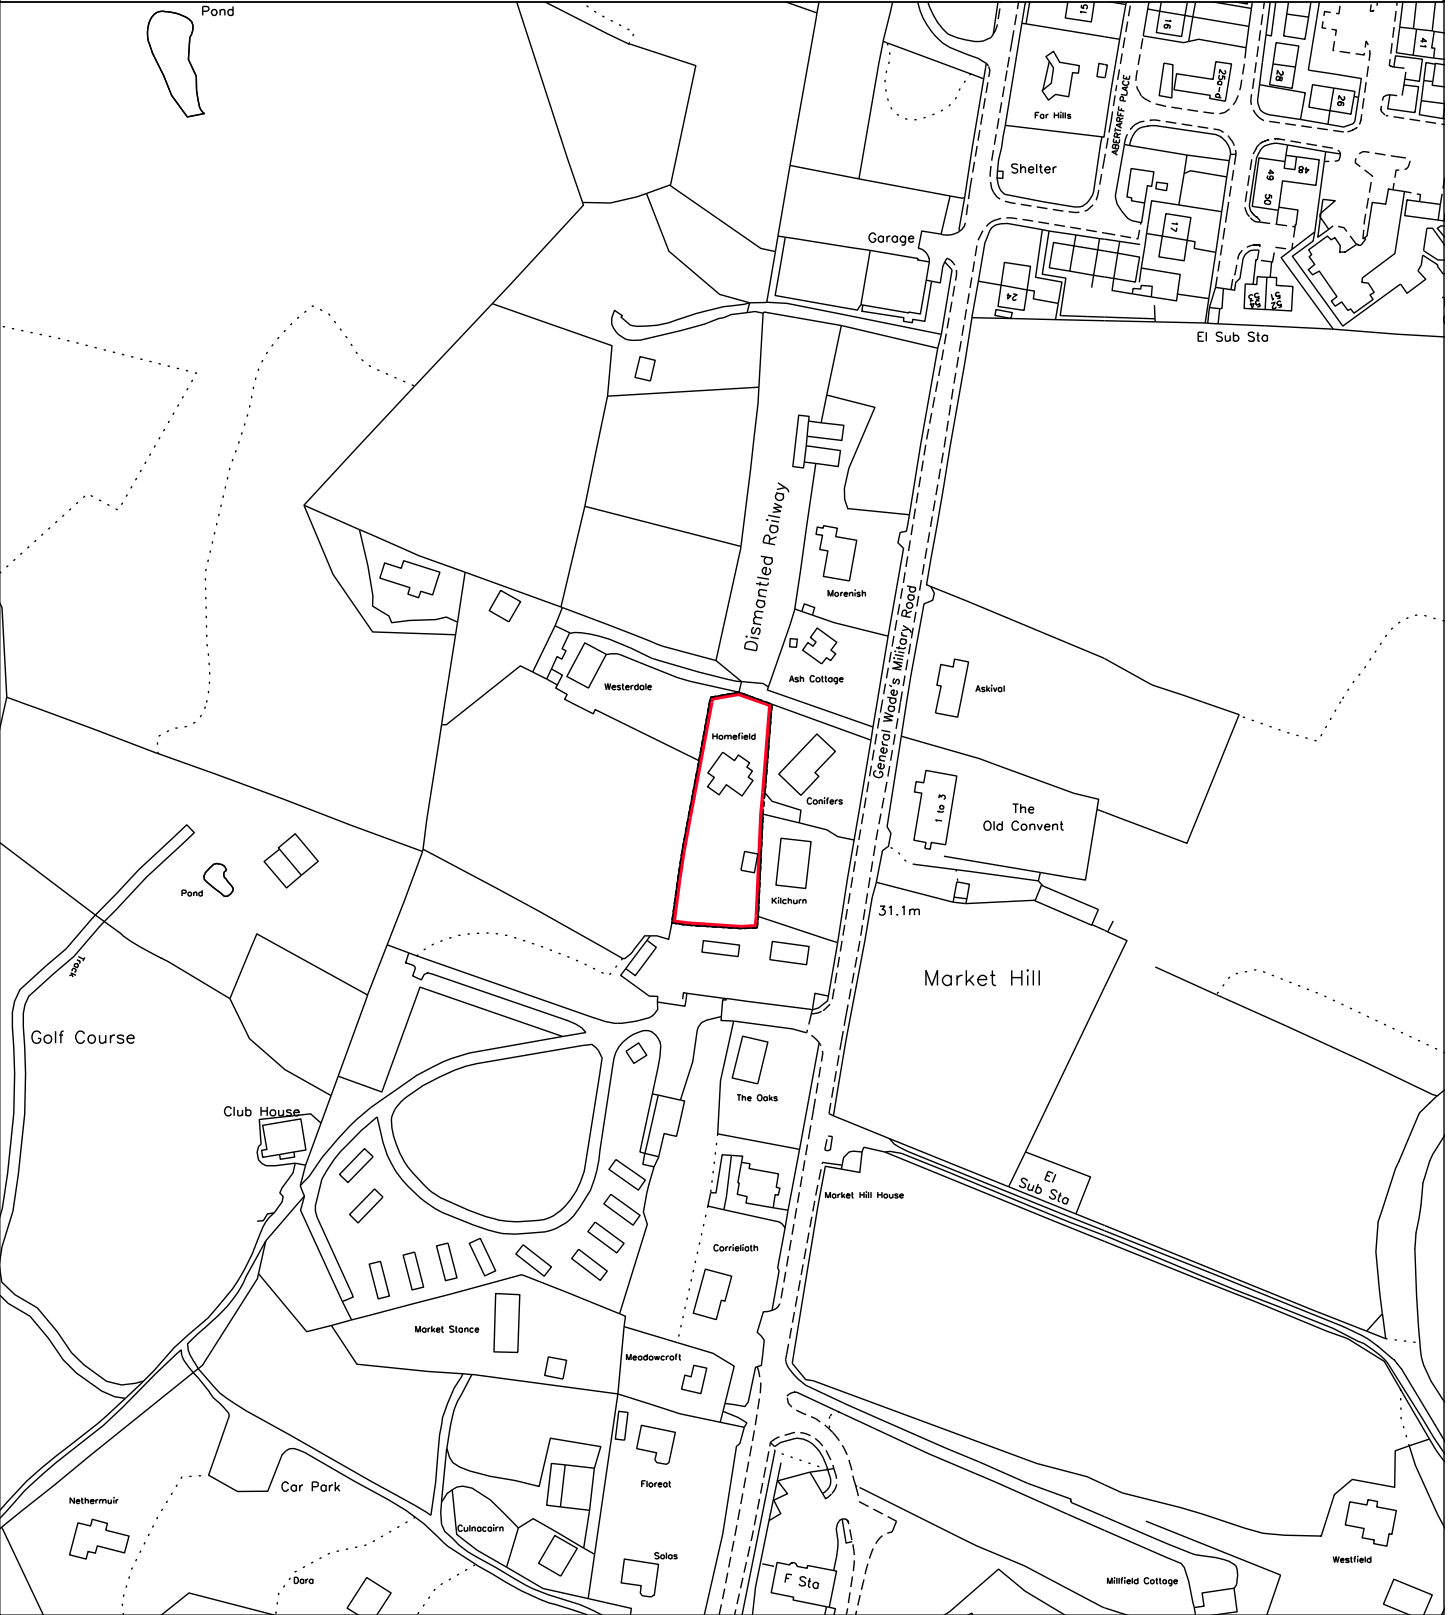 Pond
15
16
41
25a-d
28
26
Far Hills
ABERTARFF PLACE
Shelter
48
49
50
17
Garage
24
El Sub Sta
Dismantled Railway
Morenish
General Wade's Military Road
Ash Cottage
Westerdale
Askival
Homefield
Conifers
1 to 3
The
Old Convent
Pond
Kilchurn
31.1m
Track
Market Hill
Golf Course
The Oaks
Club House
El
Sub Sta
Market Hill House
Corrieliath
Market Stance
Meadowcroft
Floreat
Car Park
Nethermuir
Culnacairn
Solas
Westfield
Dara
F Sta
Millfield Cottage